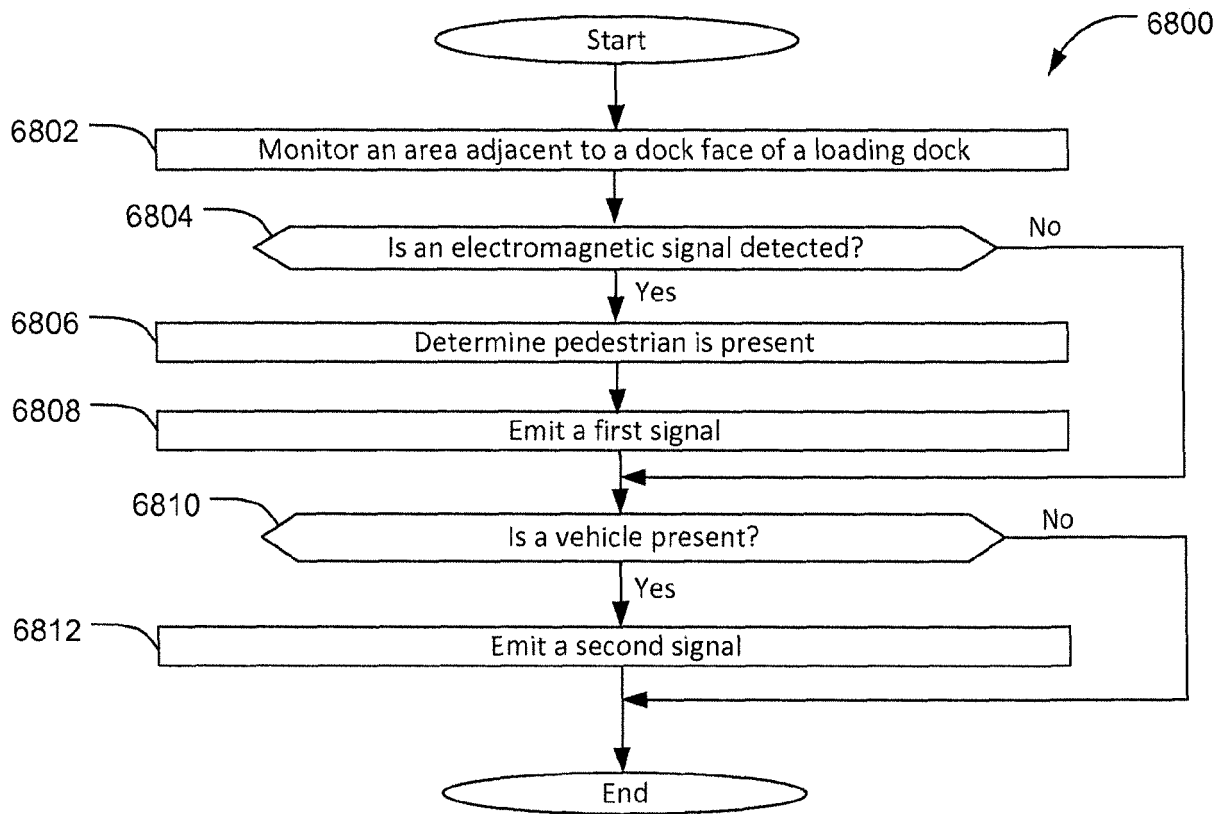 Start
6800
6802
Monitor an area adjacent to a dock face of a loading dock
6804
Is an electromagnetic signal detected?
No
Yes
6806
Determine pedestrian is present
6808
Emit a first signal
6810
Is a vehicle present?
No
Yes
6812
Emit a second signal
End